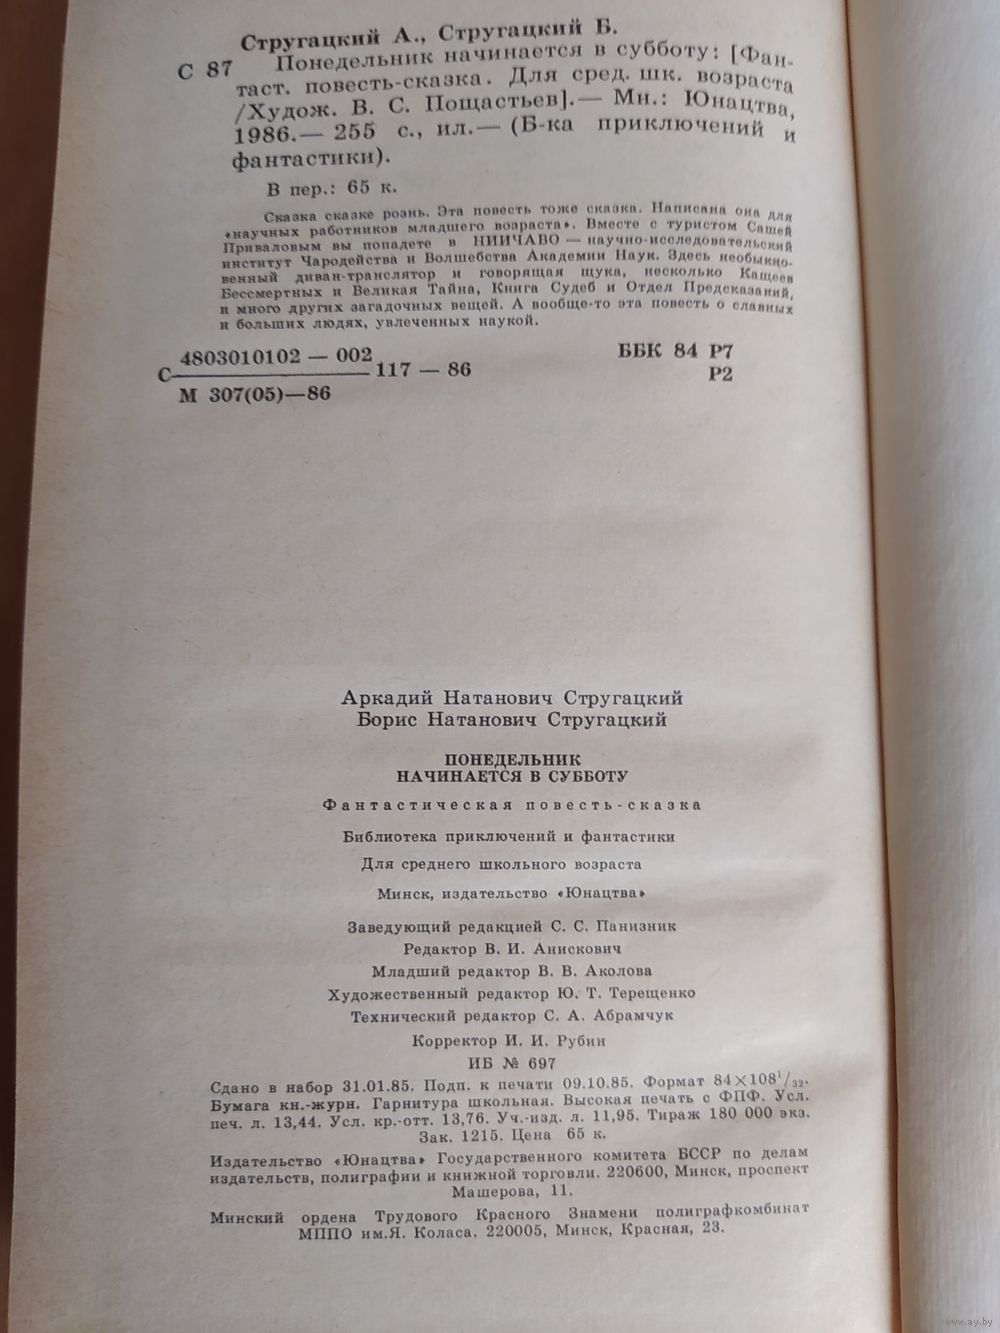 Стругацкий А., Стругацкий Б.
С 87 Понедельник начинается в субботу: [Фан-
таст. повесть-сказка. Для сред. шк. возраста
/Худож. В. С. Пощастьев].— Мн.: Юнацтва,
1986.— 255 с., ил.— (Б-ка приключений и
фантастики).
В пер.: 65 к.
Сказка сказке рознь. Эта повесть тоже сказка. Написана она для
«научных работников младшего возраста». Вместе с туристом Сашей
Приваловым вы попадете в НИИЧАВО — научно-исследовательский
институт Чародейства и Волшебства Академии Наук. Здесь необыкно-
венный диван-транслятор и говорящая щука, несколько Кащеев
Бессмертных и Великая Тайна, Книга Судеб и Отдел Предсказаний,
и много других загадочных вещей. А вообще-то эта повесть о славных
и больших людях, увлеченных наукой.
С 4803010102 — 002 117 — 86
М 307(05)—86
ББК 84 Р7
Р2
Аркадий Натанович Стругацкий
Борис Натанович Стругацкий
ПОНЕДЕЛЬНИК
НАЧИНАЕТСЯ В СУББОТУ
Фантастическая повесть-сказка
Библиотека приключений и фантастики
Для среднего школьного возраста
Минск, издательство «Юнацтва»
Заведующий редакцией С. С. Панизник
Редактор В. И. Анискович
Младший редактор В. В. Аколова
Художественный редактор Ю. Т. Терещенко
Технический редактор С. А. Абрамчук
Корректор И. И. Рубин
ИБ № 697
Сдано в набор 31.01.85. Подп. к печати 09.10.85. Формат 84×108¹/₃₂.
Бумага кн.-журн. Гарнитура школьная. Высокая печать с ФПФ. Усл.
печ. л. 13,44. Усл. кр.-отт. 13,76. Уч.-изд. л. 11,95. Тираж 180 000 экз.
Зак. 1215. Цена 65 к.
Издательство «Юнацтва» Государственного комитета БССР по делам
издательств, полиграфии и книжной торговли. 220600, Минск, проспект
Машерова, 11.
Минский ордена Трудового Красного Знамени полиграфкомбинат
МППО им.Я. Коласа. 220005, Минск, Красная, 23.
www.ay.by